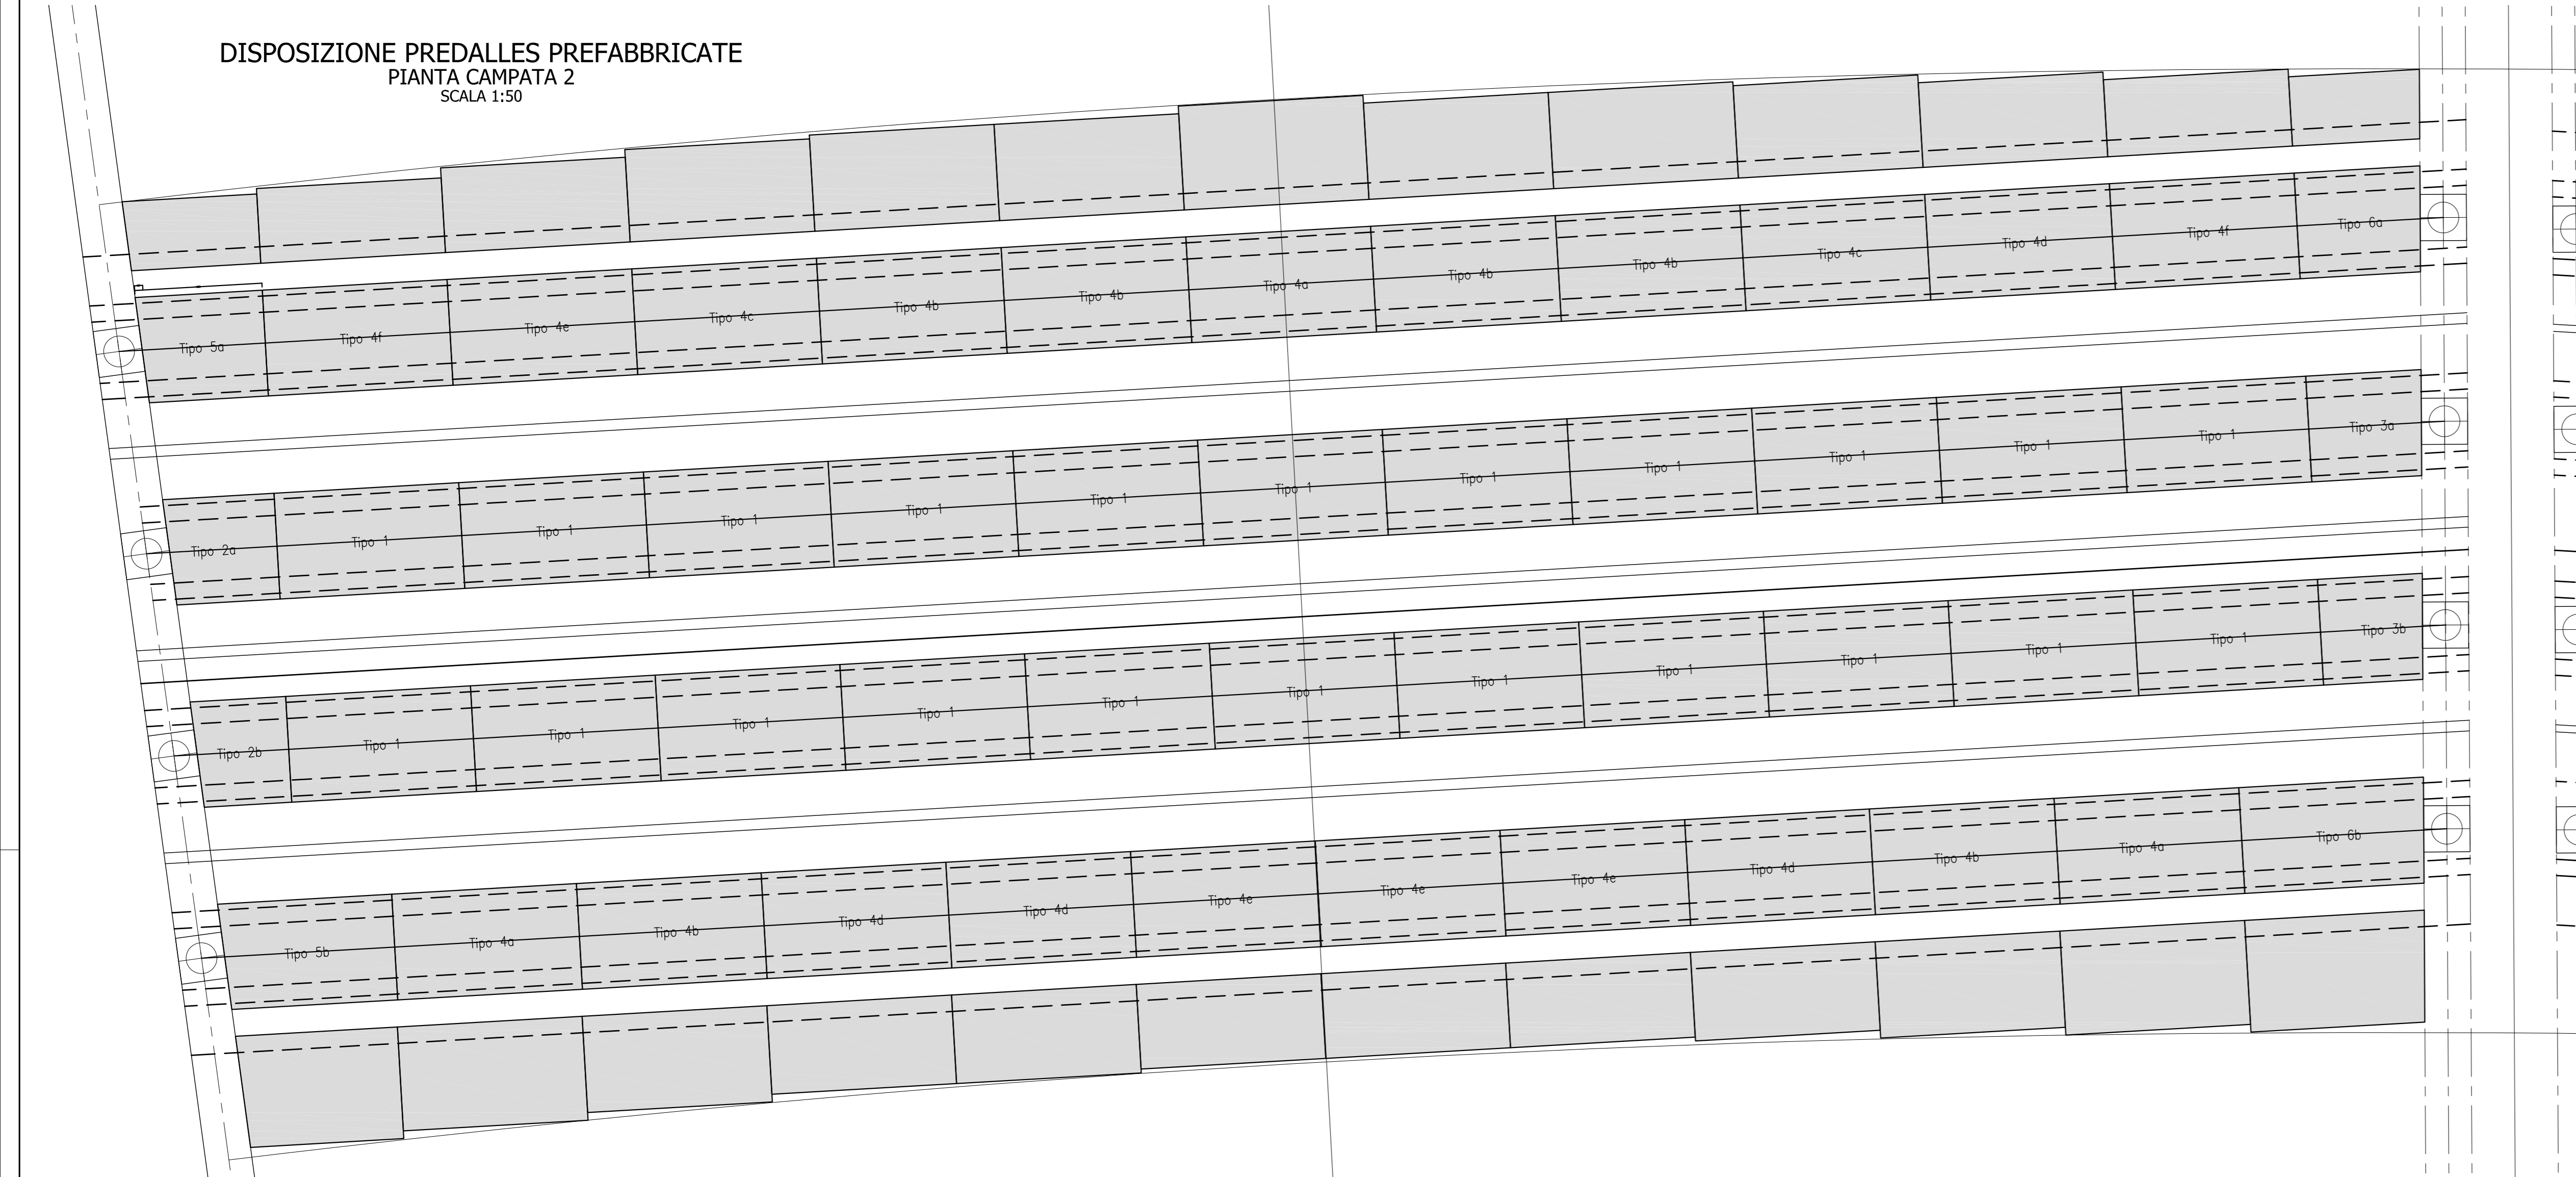 DISPOSIZIONE PREDALLES PREFABBRICATE
PIANTA CAMPATA 2
SCALA 1:50
Tipo 5a Tipo 4f Tipo 4e Tipo 4c Tipo 4b Tipo 4b Tipo 4a Tipo 4b Tipo 4b Tipo 4c Tipo 4d Tipo 4f Tipo 6a
Tipo 2a Tipo 1 Tipo 1 Tipo 1 Tipo 1 Tipo 1 Tipo 1 Tipo 1 Tipo 1 Tipo 1 Tipo 1 Tipo 1 Tipo 3a
Tipo 2b Tipo 1 Tipo 1 Tipo 1 Tipo 1 Tipo 1 Tipo 1 Tipo 1 Tipo 1 Tipo 1 Tipo 1 Tipo 1 Tipo 3b
Tipo 5b Tipo 4a Tipo 4b Tipo 4d Tipo 4d Tipo 4e Tipo 4e Tipo 4e Tipo 4d Tipo 4b Tipo 4a Tipo 6b